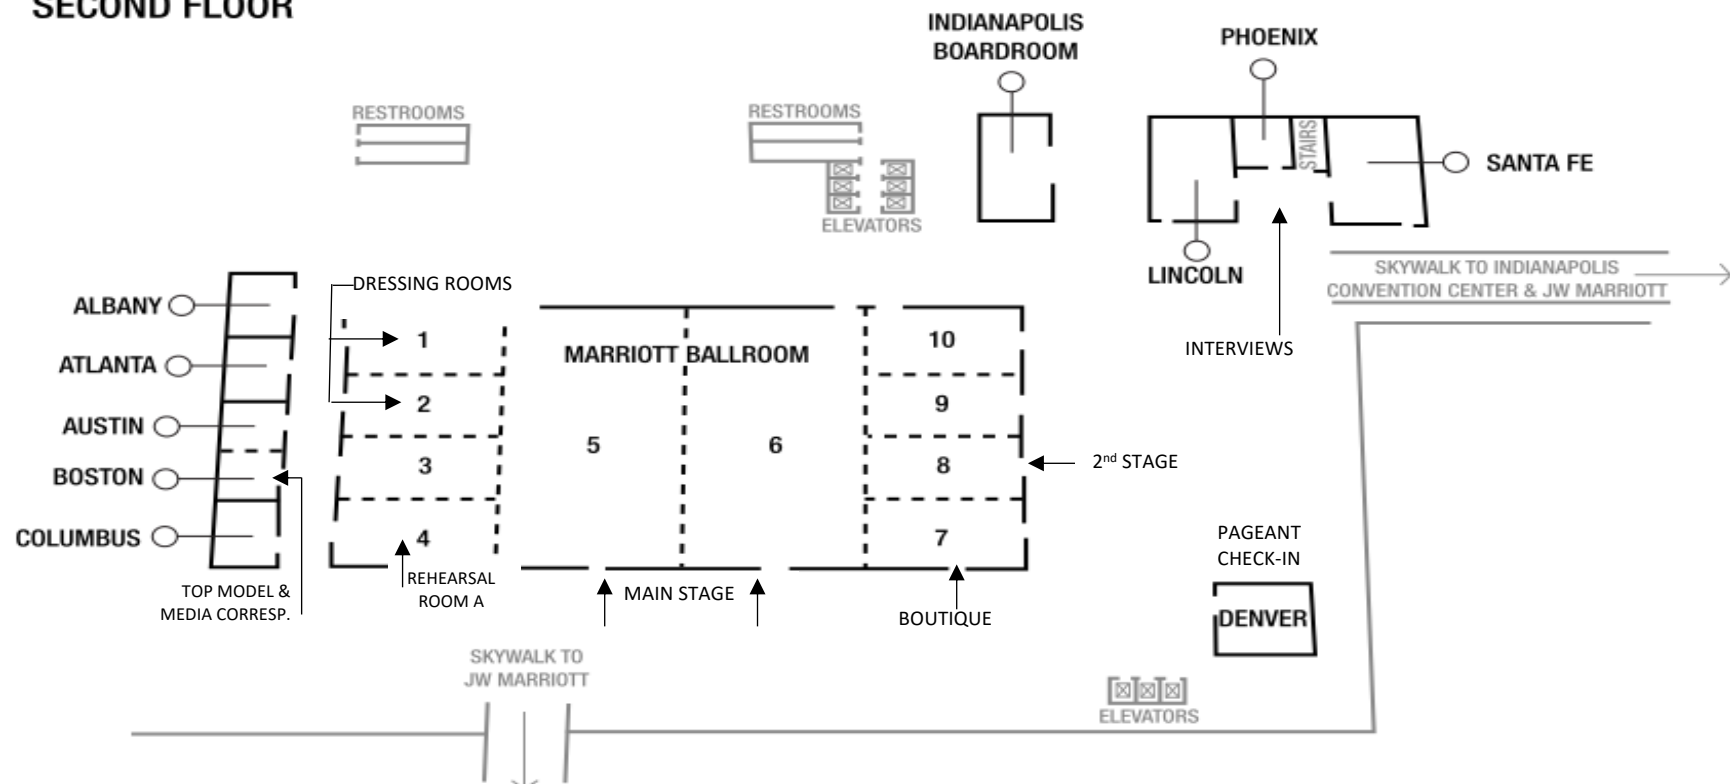 SECOND FLOOR
INDIANAPOLIS
BOARDROOM
PHOENIX
RESTROOMS
RESTROOMS
STAIRS
SANTA FE
ELEVATORS
LINCOLN
SKYWALK TO INDIANAPOLIS
CONVENTION CENTER & JW MARRIOTT
DRESSING ROOMS
ALBANY
ATLANTA
AUSTIN
BOSTON
COLUMBUS
1
2
3
4
MARRIOTT BALLROOM
5
6
10
9
8
7
INTERVIEWS
2nd STAGE
PAGEANT
CHECK-IN
DENVER
TOP MODEL &
MEDIA CORRESP.
REHEARSAL
ROOM A
MAIN STAGE
BOUTIQUE
SKYWALK TO
JW MARRIOTT
ELEVATORS